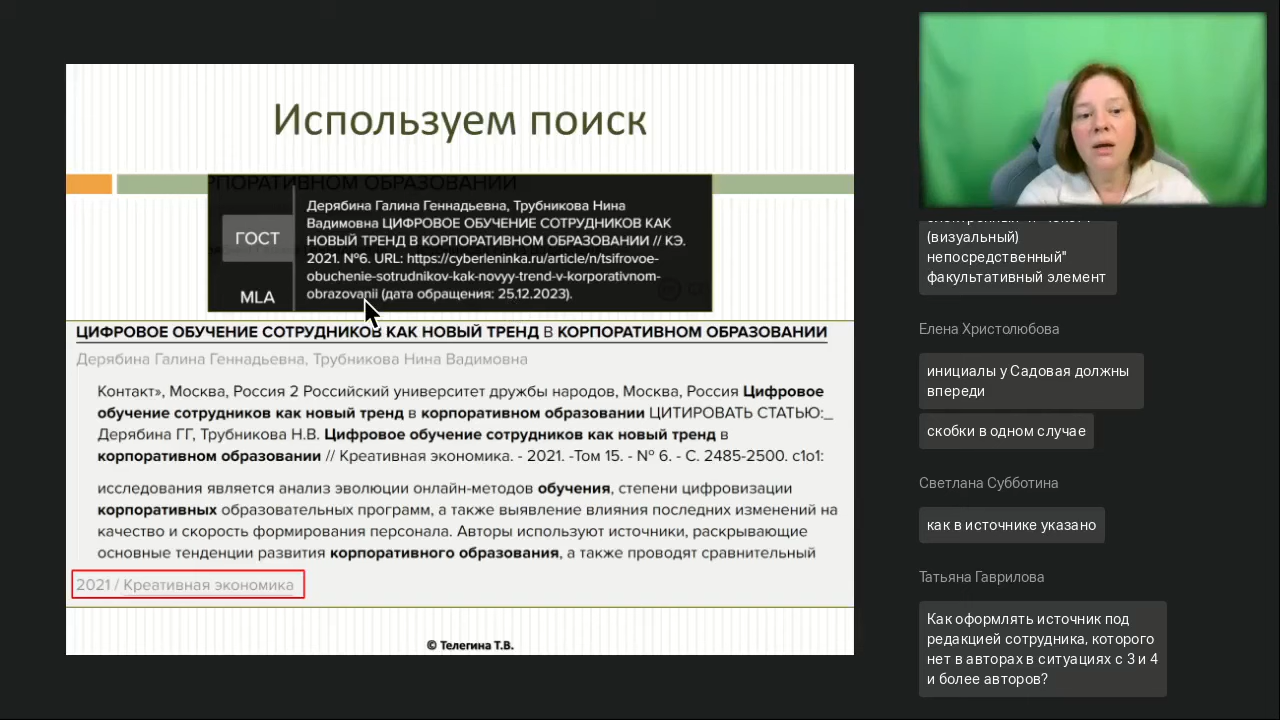 Используем поиск
ПОРАТИВНОМ ОБРАЗОВАНИИ
ГОСТ
MLA
Дерябина Галина Геннадьевна, Трубникова Нина
Вадимовна ЦИФРОВОЕ ОБУЧЕНИЕ СОТРУДНИКОВ КАК
НОВЫЙ ТРЕНД В КОРПОРАТИВНОМ ОБРАЗОВАНИИ // КЭ.
2021. №6. URL: https://cyberleninka.ru/article/n/tsifrovoe-
obuchenie-sotrudnikov-kak-novyy-trend-v-korporativnom-
obrazovanii (дата обращения: 25.12.2023).
ЦИФРОВОЕ ОБУЧЕНИЕ СОТРУДНИКОВ КАК НОВЫЙ ТРЕНД В КОРПОРАТИВНОМ ОБРАЗОВАНИИ
Дерябина Галина Геннадьевна, Трубникова Нина Вадимовна
Контакт», Москва, Россия 2 Российский университет дружбы народов, Москва, Россия Цифровое
обучение сотрудников как новый тренд в корпоративном образовании ЦИТИРОВАТЬ СТАТЬЮ:_
Дерябина ГГ, Трубникова Н.В. Цифровое обучение сотрудников как новый тренд в
корпоративном образовании // Креативная экономика. - 2021. -Том 15. - № 6. - С. 2485-2500. с1о1:
исследования является анализ эволюции онлайн-методов обучения, степени цифровизации
корпоративных образовательных программ, а также выявление влияния последних изменений на
качество и скорость формирования персонала. Авторы используют источники, раскрывающие
основные тенденции развития корпоративного образования, а также проводят сравнительный
2021 / Креативная экономика
© Телегина Т.В.
(визуальный)
непосредственный"
факультативный элемент
Елена Христолюбова
инициалы у Садовая должны
впереди
скобки в одном случае
Светлана Субботина
как в источнике указано
Татьяна Гаврилова
Как оформлять источник под
редакцией сотрудника, которого
нет в авторах в ситуациях с 3 и 4
и более авторов?